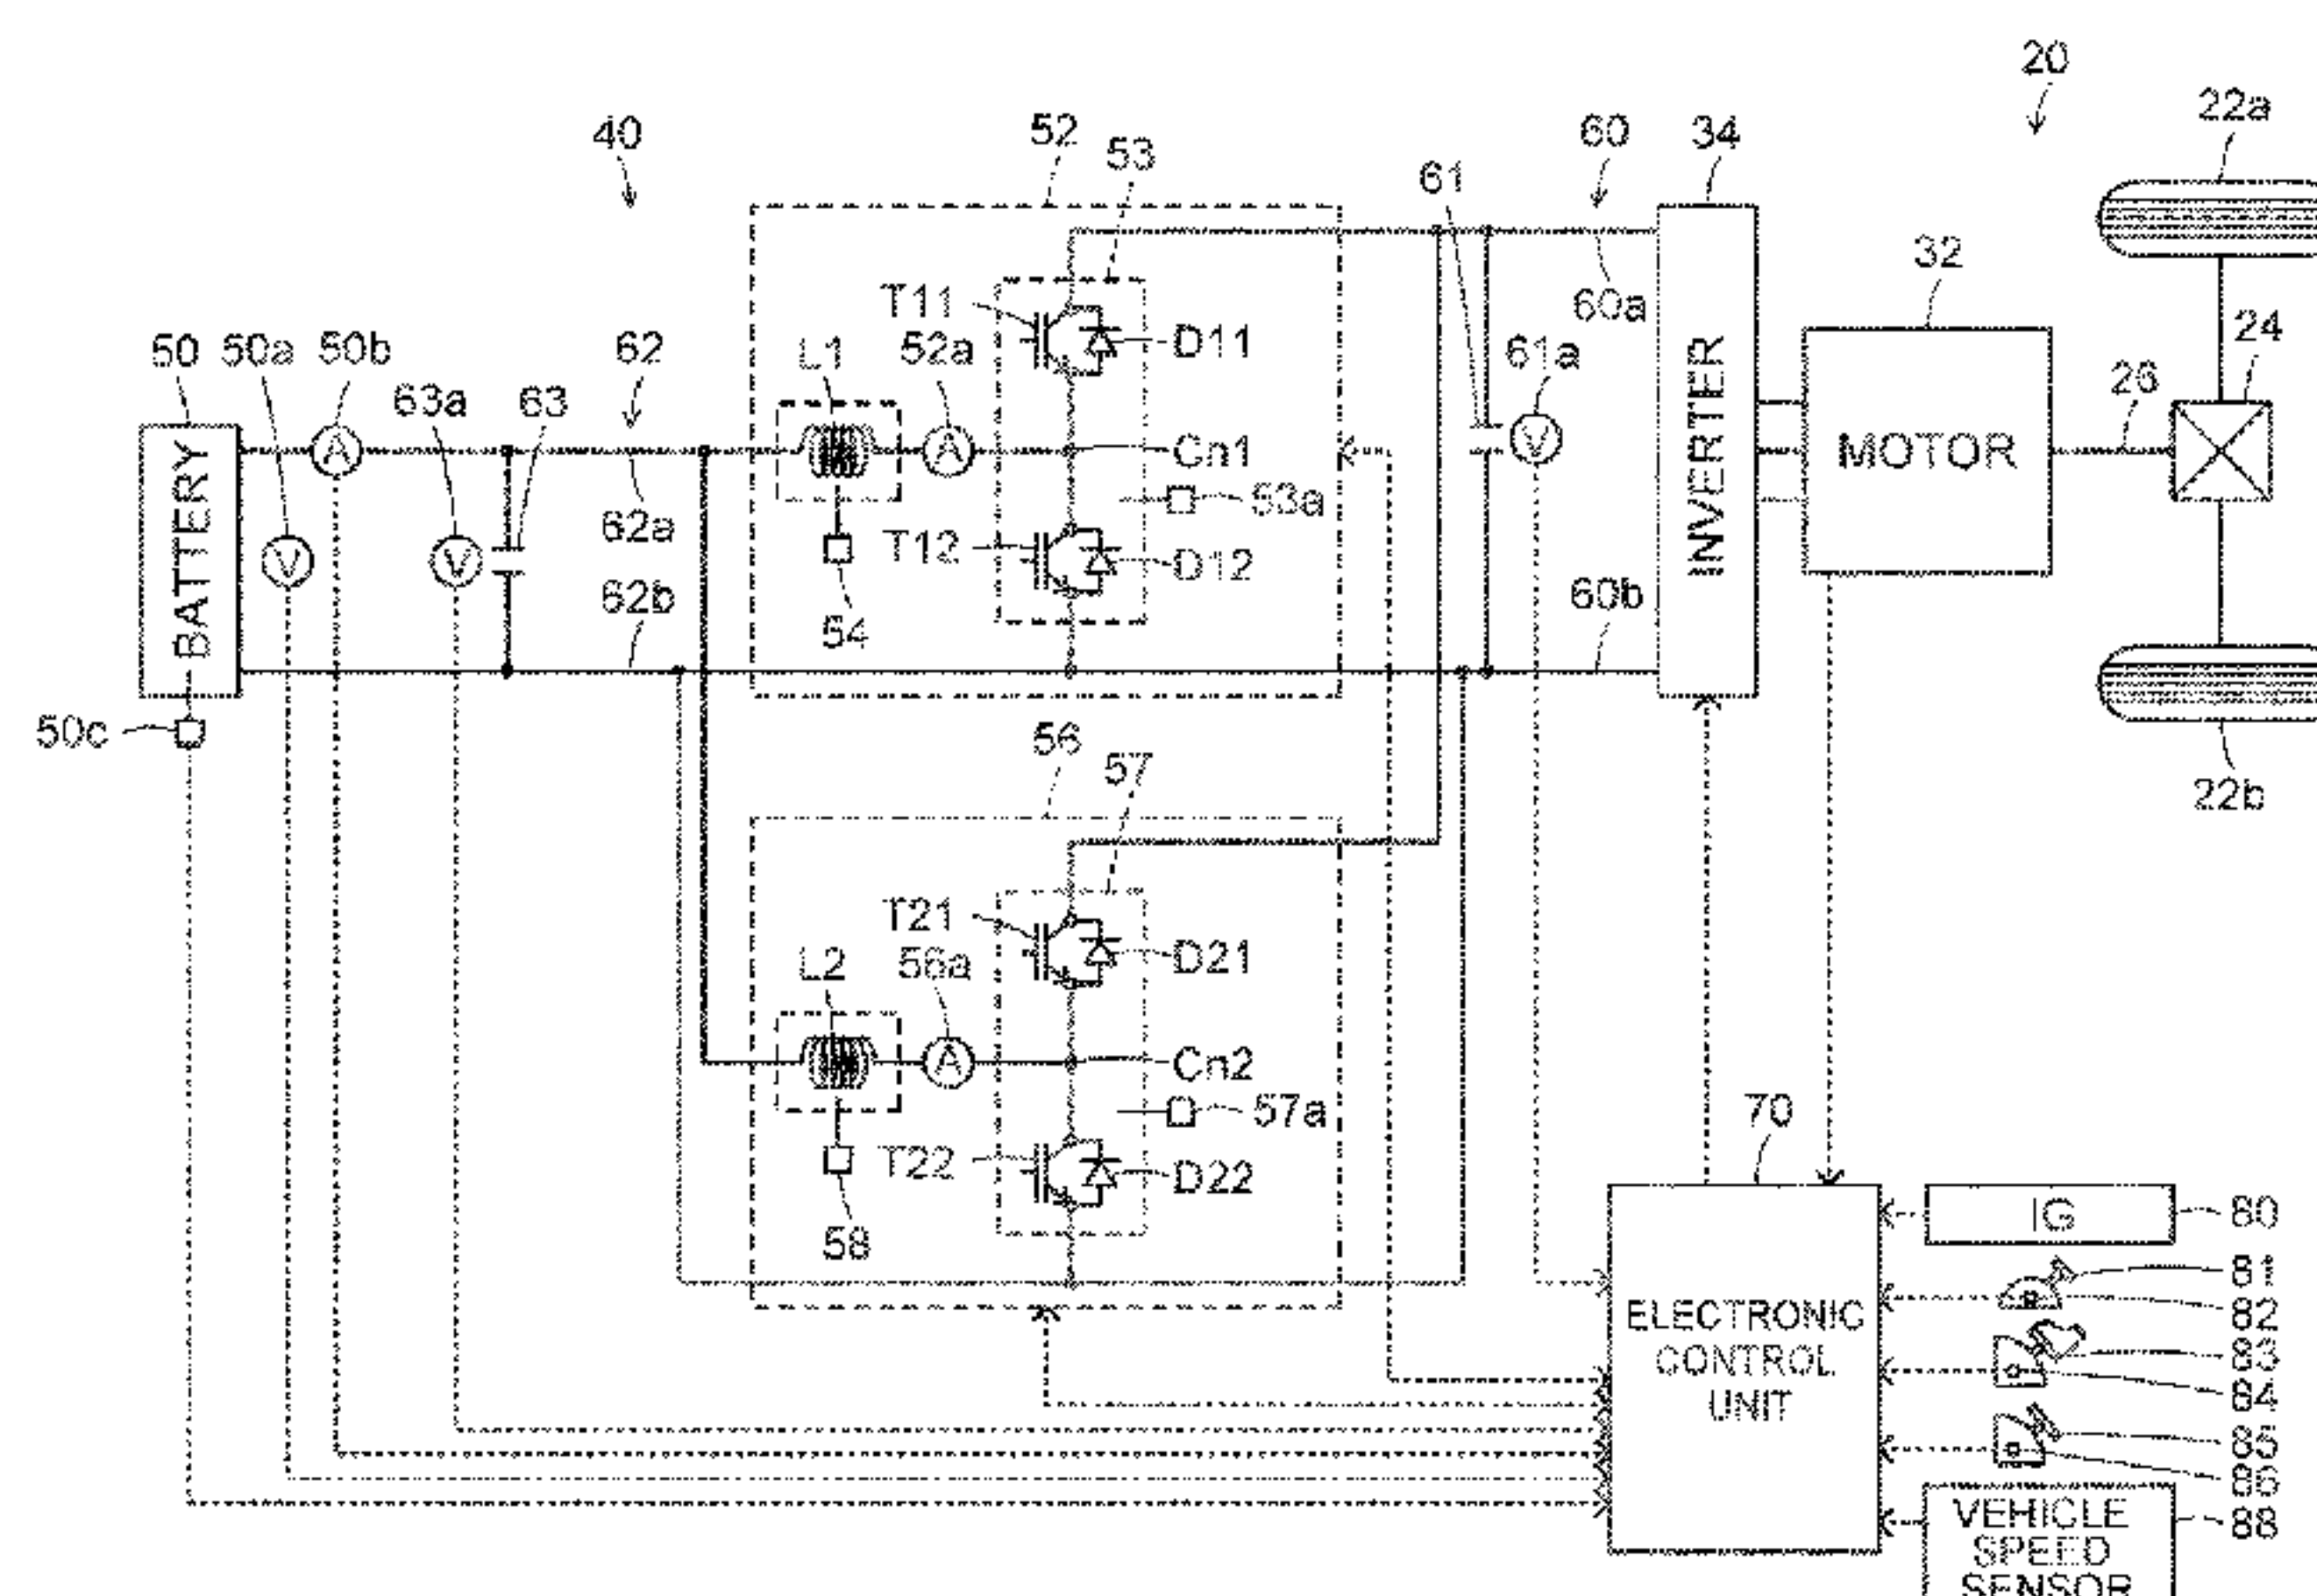 20
22a
40
52
53
60
34
61
32
T11
60a
D11
24
50
50a
50b
62
L1
52a
61a
26
63a
63
BATTERY
A
A
Cn1
V
INVERTER
MOTOR
62a
53a
V
V
T12
D12
62b
60b
54
50c
56
57
22b
T21
L2
56a
D21
A
Cn2
57a
70
T22
D22
58
IG
80
81
ELECTRONIC
CONTROL
UNIT
82
83
84
85
86
VEHICLE
SPEED
SENSOR
88